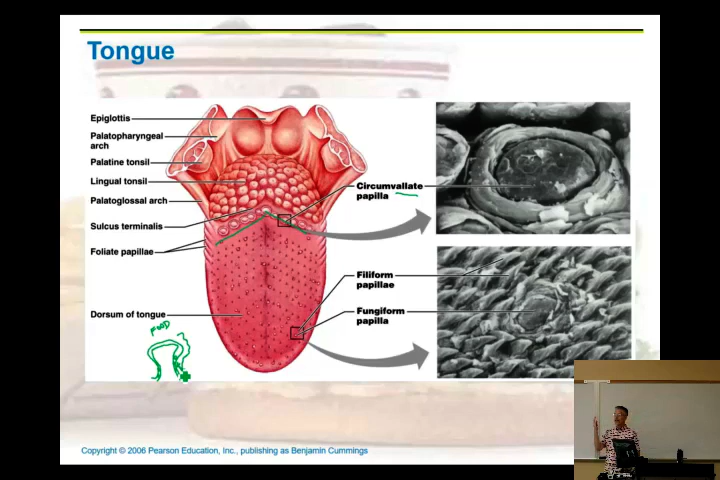 Tongue
Epiglottis
Palatopharyngeal
arch
Palatine tonsil
Lingual tonsil
Palatoglossal arch
Sulcus terminalis
Foliate papillae
Dorsum of tongue
Circumvallate
papilla
Filiform
papillae
Fungiform
papilla
FOOD
Copyright © 2006 Pearson Education, Inc., publishing as Benjamin Cummings